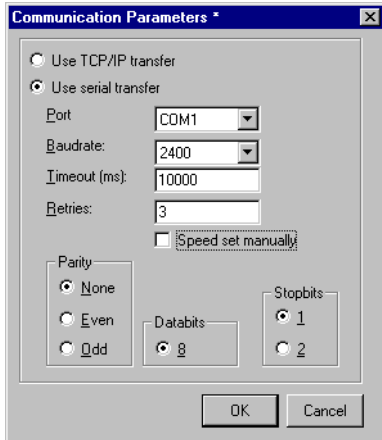 Communication Parameters *
Use TCP/IP transfer
Use serial transfer
Port
COM1
Baudrate:
2400
Timeout (ms):
10000
Retries:
3
Speed set manually
Parity
None
Even
Odd
Databits
8
Stopbits
1
2
OK
Cancel